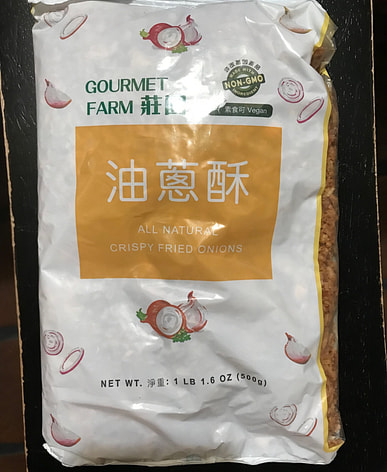 GOURMET
FARM 莊園
NON-GMO
素食可 Vegan
油蔥酥
ALL NATURAL
CRISPY FRIED ONIONS
NET WT. 淨重: 1 LB 1.6 OZ (500g)